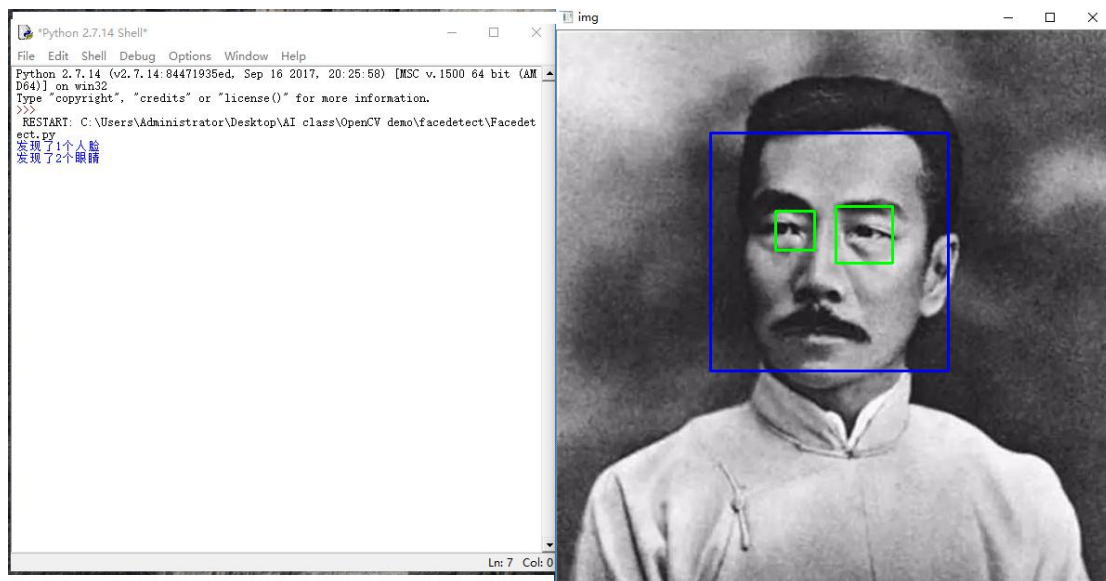 *Python 2.7.14 Shell*
File Edit Shell Debug Options Window Help
Python 2.7.14 (v2.7.14:84471935ed, Sep 16 2017, 20:25:58) [MSC v.1500 64 bit (AM
D64)] on win32
Type "copyright", "credits" or "license()" for more information.
>>>
 RESTART: C:\Users\Administrator\Desktop\AI class\OpenCV demo\facedetect\Facedet
ect.py
发现了1个人脸
发现了2个眼睛
Ln: 7 Col: 0
img